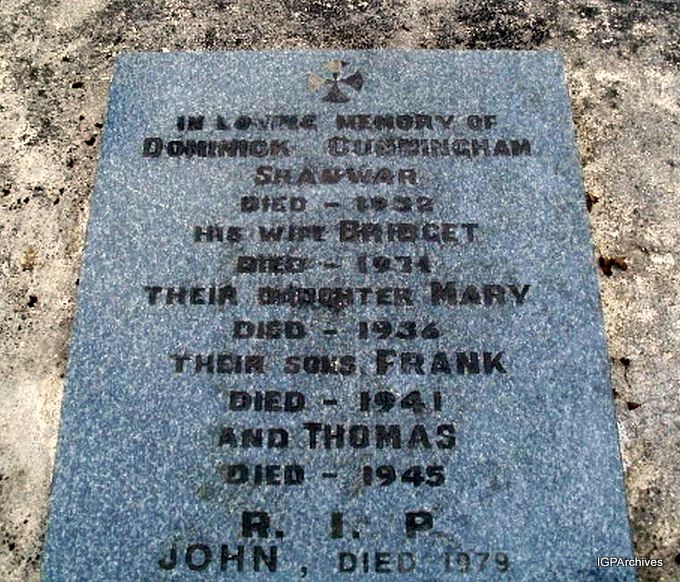 IN LOVING MEMORY OF
DOMINICK CUNNINGHAM
SHANWAR
DIED - 1932
HIS WIFE BRIDGET
DIED - 1931
THEIR DAUGHTER MARY
DIED - 1936
THEIR SONS FRANK
DIED - 1941
AND THOMAS
DIED - 1945
R. I. P.
JOHN, DIED 1979
IGPArchives